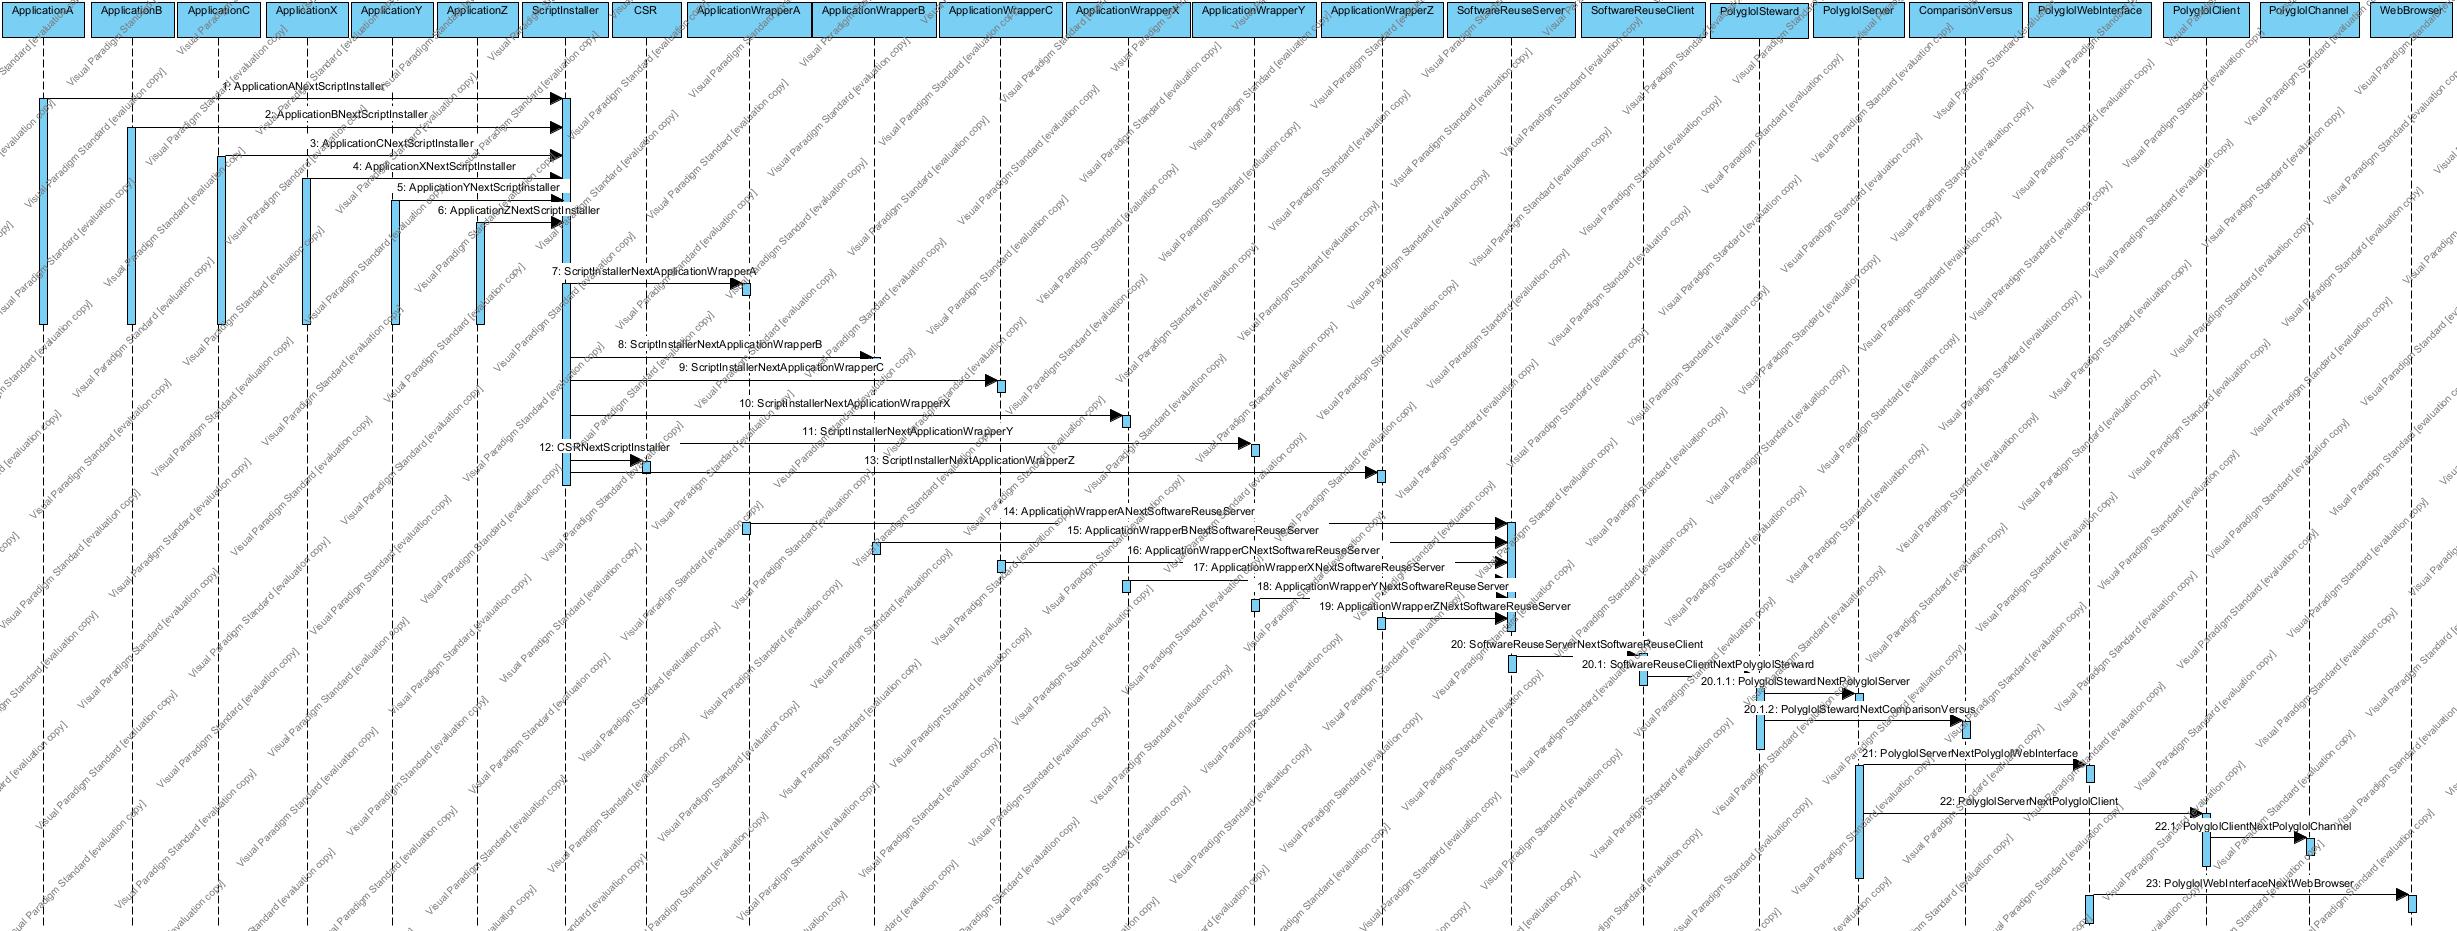 ApplicationA
ApplicationB
ApplicationC
ApplicationX
ApplicationY
ApplicationZ
ScriptInstaller
CSR
ApplicationWrapperA
ApplicationWrapperB
ApplicationWrapperC
ApplicationWrapperX
ApplicationWrapperY
ApplicationWrapperZ
SoftwareReuseServer
SoftwareReuseClient
PolyglolSteward
PolyglolServer
ComparisonVersus
PolyglolWebInterface
PolyglolClient
PolyglolChannel
WebBrowser
1: ApplicationANextScriptInstaller
2: ApplicationBNextScriptInstaller
3: ApplicationCNextScriptInstaller
4: ApplicationXNextScriptInstaller
5: ApplicationYNextScriptInstaller
6: ApplicationZNextScriptInstaller
7: ScriptInstallerNextApplicationWrapperA
8: ScriptInstallerNextApplicationWrapperB
9: ScriptInstallerNextApplicationWrapperC
10: ScriptInstallerNextApplicationWrapperX
11: ScriptInstallerNextApplicationWrapperY
12: CSRNextScriptInstaller
13: ScriptInstallerNextApplicationWrapperZ
14: ApplicationWrapperANextSoftwareReuseServer
15: ApplicationWrapperBNextSoftwareReuseServer
16: ApplicationWrapperCNextSoftwareReuseServer
17: ApplicationWrapperXNextSoftwareReuseServer
18: ApplicationWrapperYNextSoftwareReuseServer
19: ApplicationWrapperZNextSoftwareReuseServer
20: SoftwareReuseServerNextSoftwareReuseClient
20.1: SoftwareReuseClientNextPolyglolSteward
20.1.1: PolyglolStewardNextPolyglolServer
20.1.2: PolyglolStewardNextComparisonVersus
21: PolyglolServerNextPolyglolWebInterface
22: PolyglolServerNextPolyglolClient
22.1: PolyglolClientNextPolyglolChannel
23: PolyglolWebInterfaceNextWebBrowser
Visual Paradigm Standard [evaluation copy]